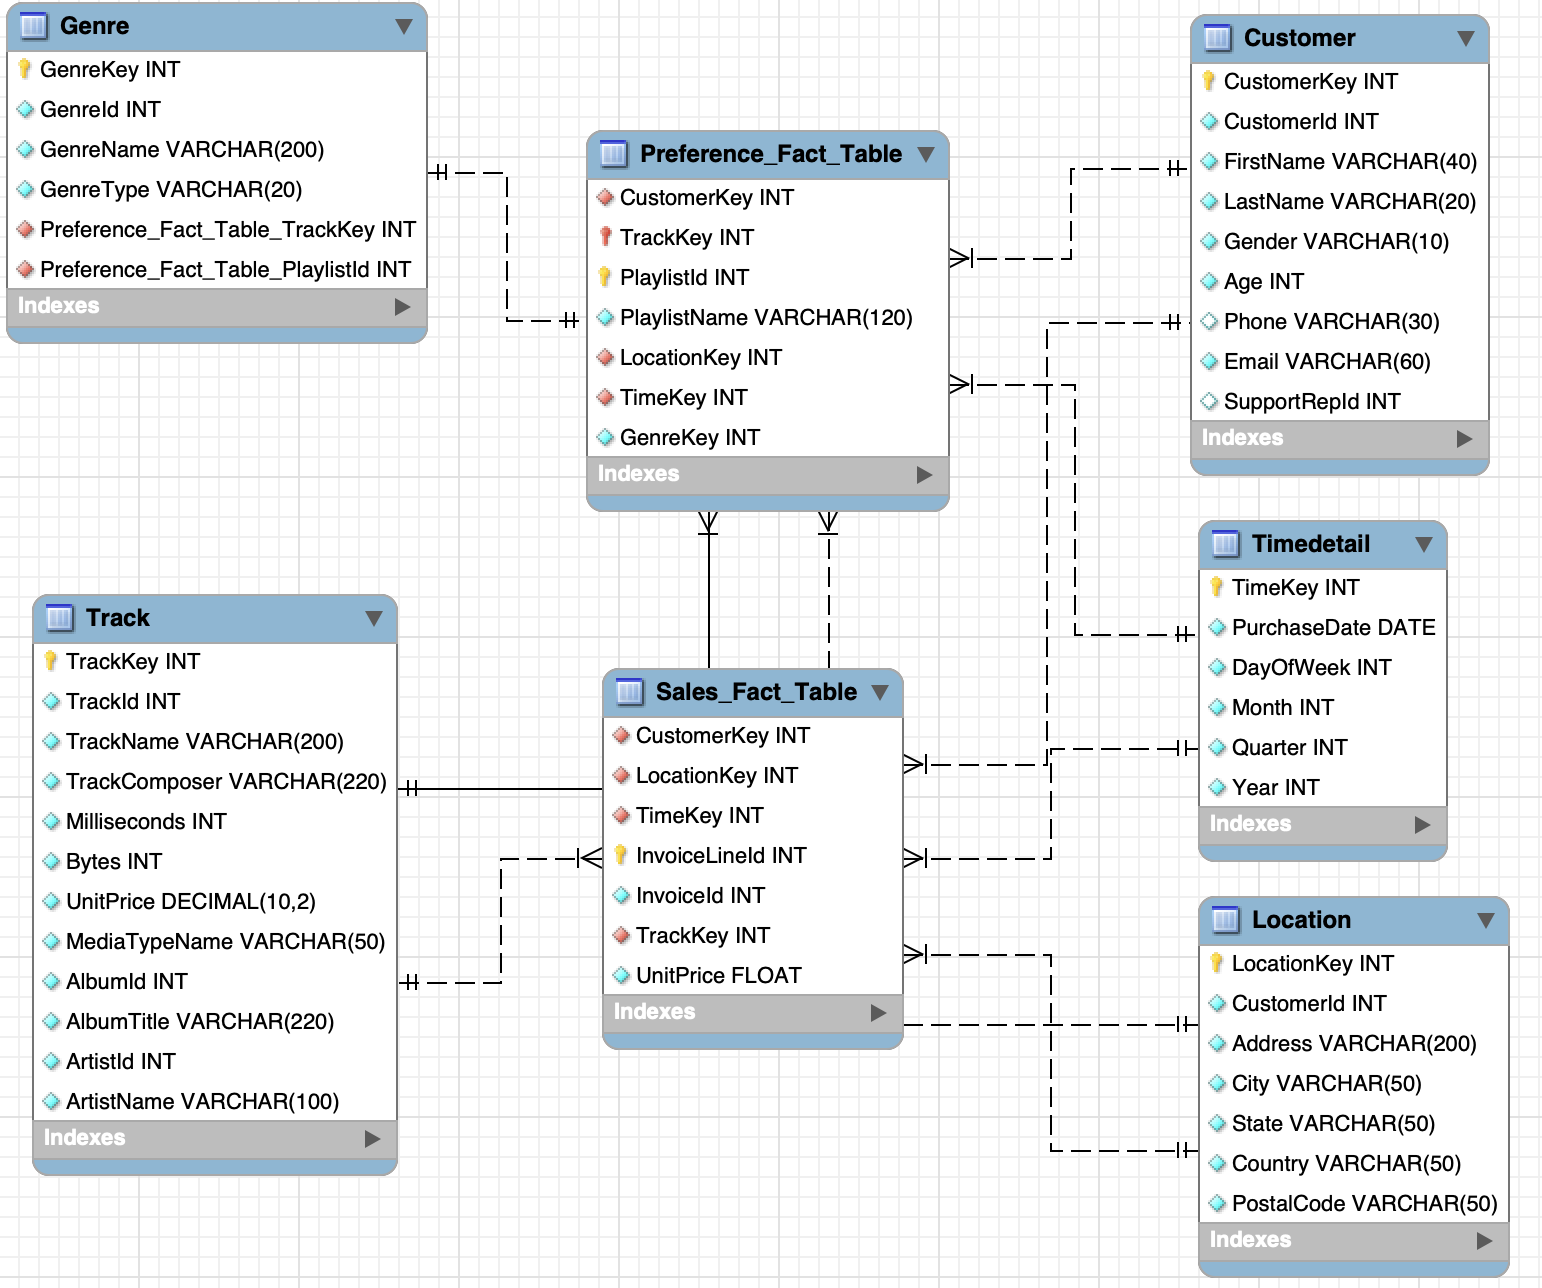 Genre
GenreKey INT
GenreId INT
GenreName VARCHAR(200)
GenreType VARCHAR(20)
Preference_Fact_Table_TrackKey INT
Preference_Fact_Table_PlaylistId INT
Indexes
Preference_Fact_Table
CustomerKey INT
TrackKey INT
PlaylistId INT
PlaylistName VARCHAR(120)
LocationKey INT
TimeKey INT
GenreKey INT
Indexes
Customer
CustomerKey INT
CustomerId INT
FirstName VARCHAR(40)
LastName VARCHAR(20)
Gender VARCHAR(10)
Age INT
Phone VARCHAR(30)
Email VARCHAR(60)
SupportRepId INT
Indexes
Timedetail
TimeKey INT
PurchaseDate DATE
DayOfWeek INT
Month INT
Quarter INT
Year INT
Indexes
Track
TrackKey INT
TrackId INT
TrackName VARCHAR(200)
TrackComposer VARCHAR(220)
Milliseconds INT
Bytes INT
UnitPrice DECIMAL(10,2)
MediaTypeName VARCHAR(50)
AlbumId INT
AlbumTitle VARCHAR(220)
ArtistId INT
ArtistName VARCHAR(100)
Indexes
Sales_Fact_Table
CustomerKey INT
LocationKey INT
TimeKey INT
InvoiceLineId INT
InvoiceId INT
TrackKey INT
UnitPrice FLOAT
Indexes
Location
LocationKey INT
CustomerId INT
Address VARCHAR(200)
City VARCHAR(50)
State VARCHAR(50)
Country VARCHAR(50)
PostalCode VARCHAR(50)
Indexes